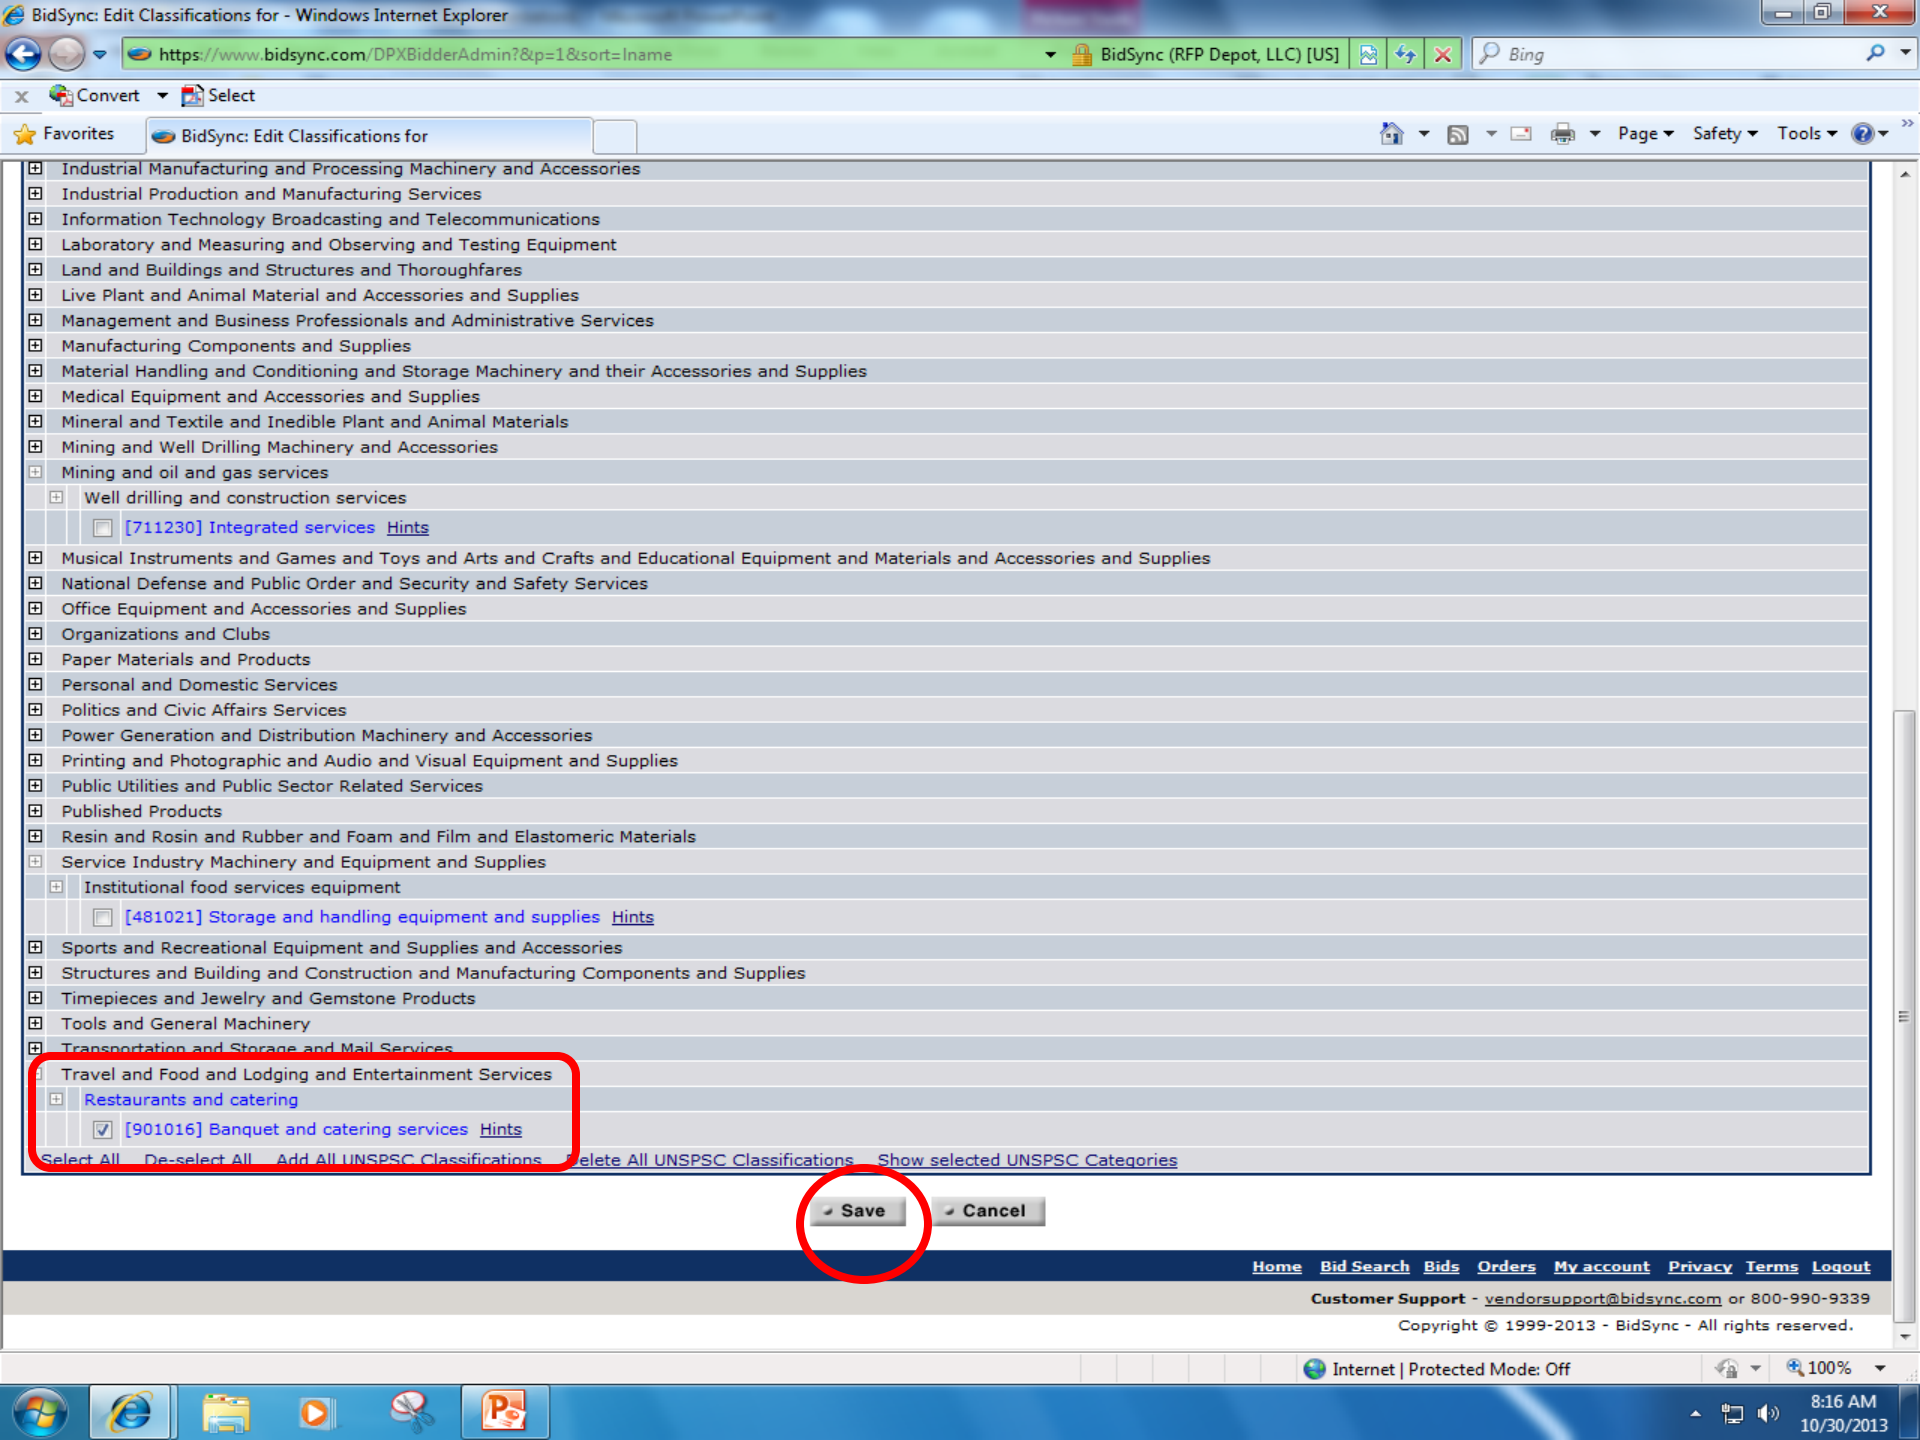 BidSync: Edit Classifications for - Windows Internet Explorer
https://www.bidsync.com/DPXBidderAdmin?&p=1&sort=lname
BidSync (RFP Depot, LLC) [US]
Bing
x Convert Select
Favorites
BidSync: Edit Classifications for
Page Safety Tools
Industrial Manufacturing and Processing Machinery and Accessories
Industrial Production and Manufacturing Services
Information Technology Broadcasting and Telecommunications
Laboratory and Measuring and Observing and Testing Equipment
Land and Buildings and Structures and Thoroughfares
Live Plant and Animal Material and Accessories and Supplies
Management and Business Professionals and Administrative Services
Manufacturing Components and Supplies
Material Handling and Conditioning and Storage Machinery and their Accessories and Supplies
Medical Equipment and Accessories and Supplies
Mineral and Textile and Inedible Plant and Animal Materials
Mining and Well Drilling Machinery and Accessories
Mining and oil and gas services
Well drilling and construction services
[711230] Integrated services Hints
Musical Instruments and Games and Toys and Arts and Crafts and Educational Equipment and Materials and Accessories and Supplies
National Defense and Public Order and Security and Safety Services
Office Equipment and Accessories and Supplies
Organizations and Clubs
Paper Materials and Products
Personal and Domestic Services
Politics and Civic Affairs Services
Power Generation and Distribution Machinery and Accessories
Printing and Photographic and Audio and Visual Equipment and Supplies
Public Utilities and Public Sector Related Services
Published Products
Resin and Rosin and Rubber and Foam and Film and Elastomeric Materials
Service Industry Machinery and Equipment and Supplies
Institutional food services equipment
[481021] Storage and handling equipment and supplies Hints
Sports and Recreational Equipment and Supplies and Accessories
Structures and Building and Construction and Manufacturing Components and Supplies
Timepieces and Jewelry and Gemstone Products
Tools and General Machinery
Transportation and Storage and Mail Services
Travel and Food and Lodging and Entertainment Services
Restaurants and catering
[901016] Banquet and catering services Hints
Select All De-select All Add All UNSPSC Classifications Delete All UNSPSC Classifications Show selected UNSPSC Categories
Save Cancel
Home Bid Search Bids Orders My account Privacy Terms Logout
Customer Support - vendorsupport@bidsync.com or 800-990-9339
Copyright © 1999-2013 - BidSync - All rights reserved.
Internet | Protected Mode: Off
100%
8:16 AM
10/30/2013